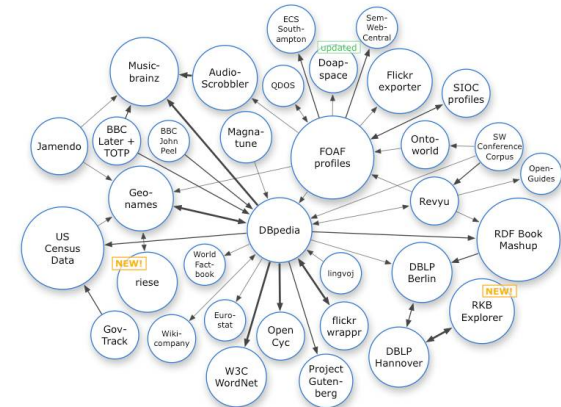 ECS
South-
ampton
Sem-
Web-
Central
updated
Doap-
space
Music-
brainz
Audio-
Scrobbler
QDOS
Flickr
exporter
SIOC
profiles
BBC
Later +
TOTP
BBC
John
Peel
Magna-
tune
Jamendo
FOAF
profiles
Onto-
world
SW
Conference
Corpus
Open-
Guides
Geo-
names
Revyu
DBpedia
US
Census
Data
RDF Book
Mashup
NEW!
riese
World
Fact-
book
lingvoj
DBLP
Berlin
NEW!
RKB
Explorer
Gov-
Track
Wiki-
company
Euro-
stat
Open
Cyc
flickr
wrappr
DBLP
Hannover
W3C
WordNet
Project
Guten-
berg